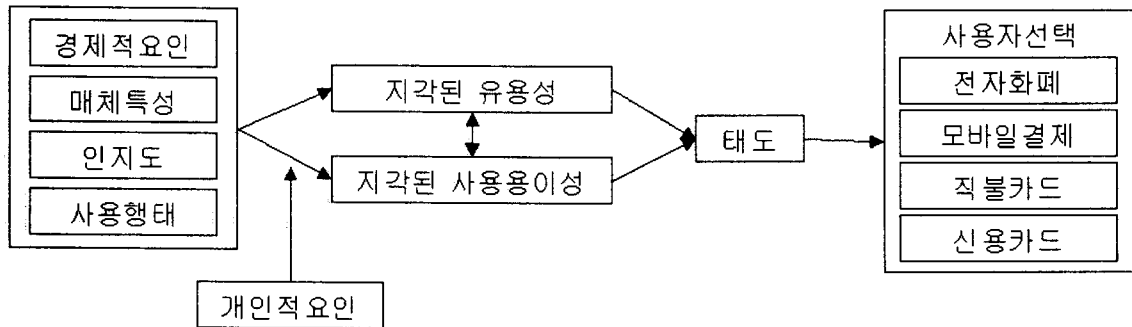 경제적요인
매체특성
인지도
사용행태
개인적요인
지각된 유용성
지각된 사용용이성
태도
사용자선택
전자화폐
모바일결제
직불카드
신용카드